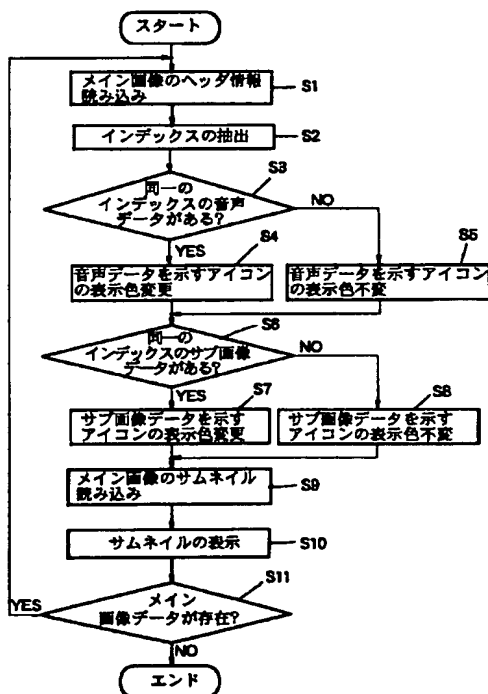 スタート
メイン画像のヘッダ情報
読み込み
S1
インデックスの抽出
S2
S3
同一の
インデックスの音声
データがある?
NO
YES
S4
S5
音声データを示すアイコン
の表示色変更
音声データを示すアイコン
の表示色不変
S6
同一の
インデックスのサブ画像
データがある?
NO
YES
S7
S8
サブ画像データを示す
アイコンの表示色変更
サブ画像データを示す
アイコンの表示色不変
メイン画像のサムネイル
読み込み
S9
サムネイルの表示
S10
S11
YES
メイン
画像データが存在?
NO
エンド